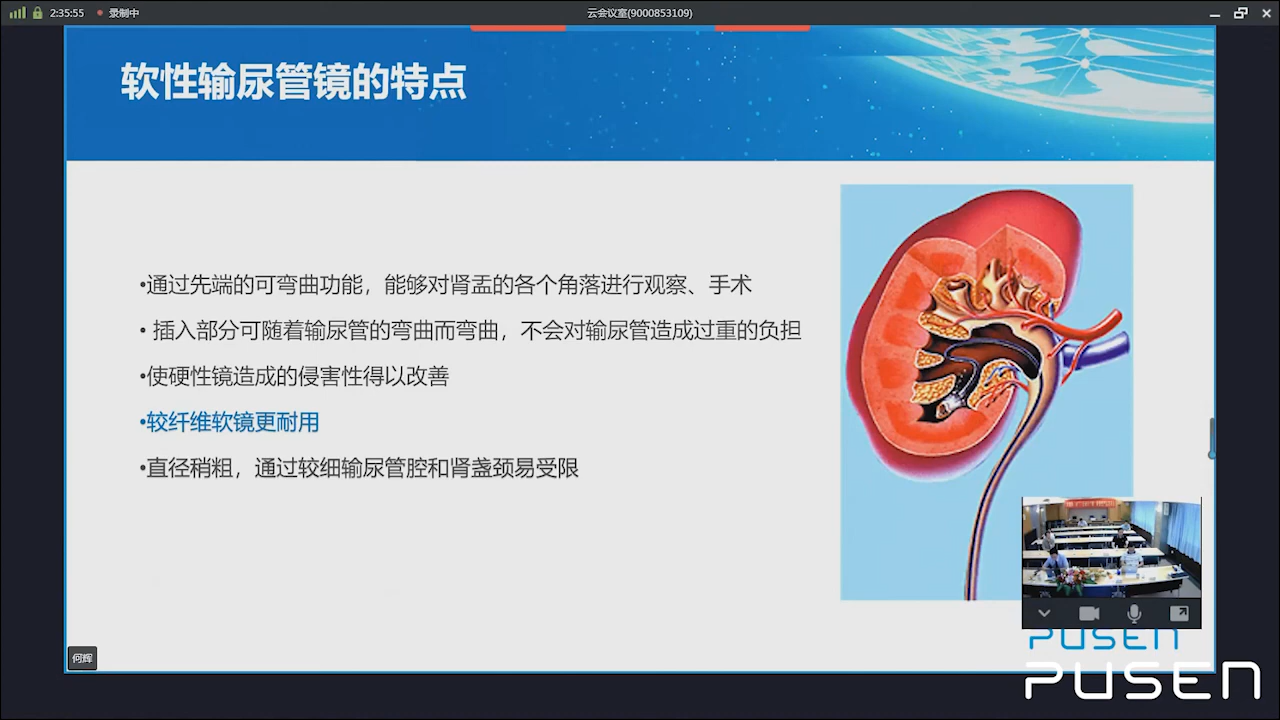 2:35:55
录制中
云会议室(9000853109)
软性输尿管镜的特点
•通过先端的可弯曲功能，能够对肾盂的各个角落进行观察、手术
• 插入部分可随着输尿管的弯曲而弯曲，不会对输尿管造成过重的负担
•使硬性镜造成的侵害性得以改善
•较纤维软镜更耐用
•直径稍粗，通过较细输尿管腔和肾盏颈易受限
何辉
PUSEN
PUSEN